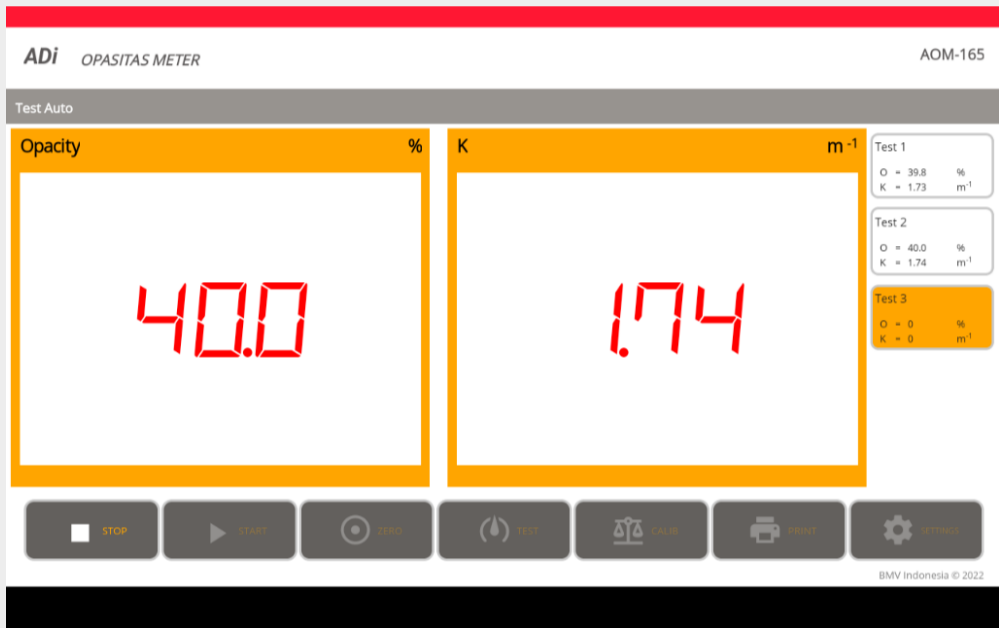 ADi OPASITAS METER AOM-165
Test Auto
Opacity %
40.0
K m-1
1.74
Test 1
O = 39.8 %
K = 1.73 m-1
Test 2
O = 40.0 %
K = 1.74 m-1
Test 3
O = 0 %
K = 0 m-1
STOP START ZERO TEST CALIB PRINT SETTINGS
BMV Indonesia © 2022